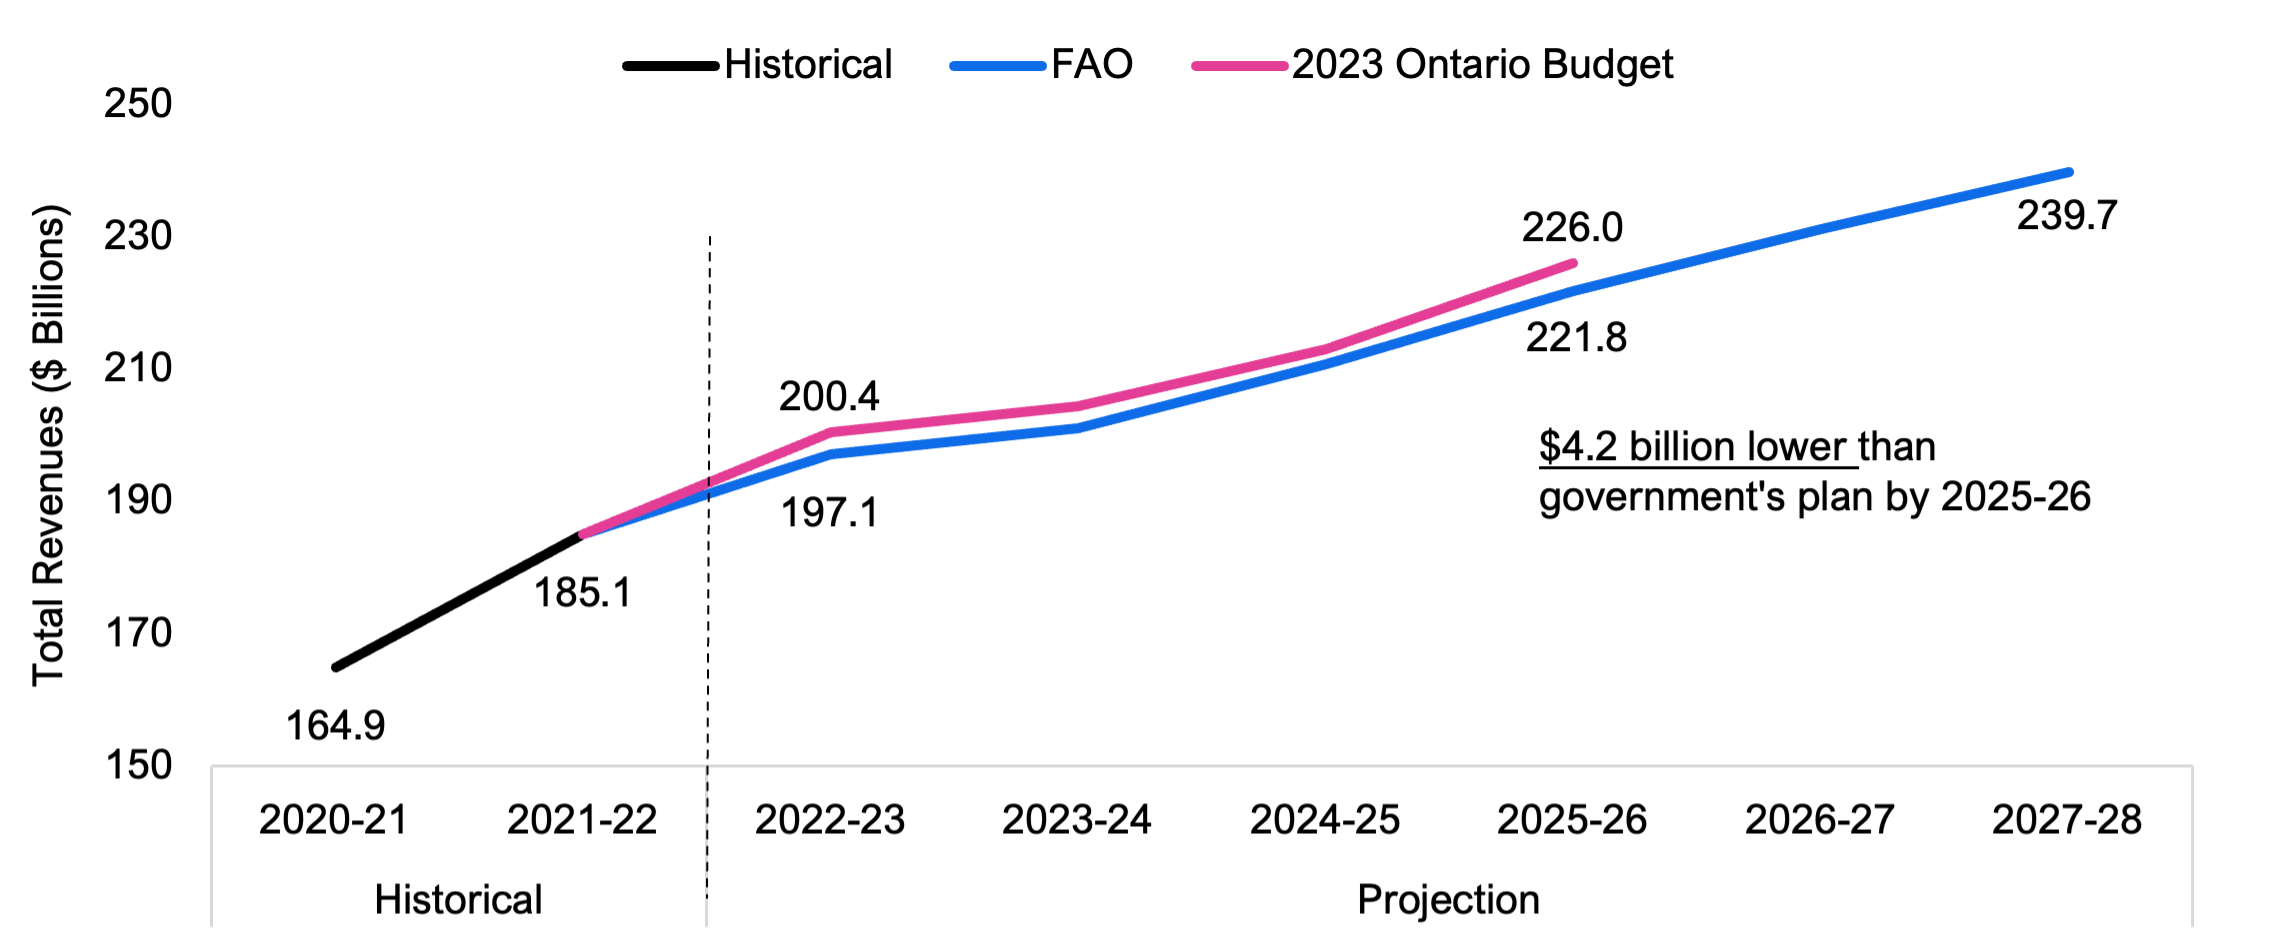 Historical FAO 2023 Ontario Budget
250
230
210
190
170
150
Total Revenues ($ Billions)
164.9
185.1
200.4
197.1
226.0
221.8
239.7
$4.2 billion lower than
government's plan by 2025-26
2020-21 2021-22 2022-23 2023-24 2024-25 2025-26 2026-27 2027-28
Historical Projection